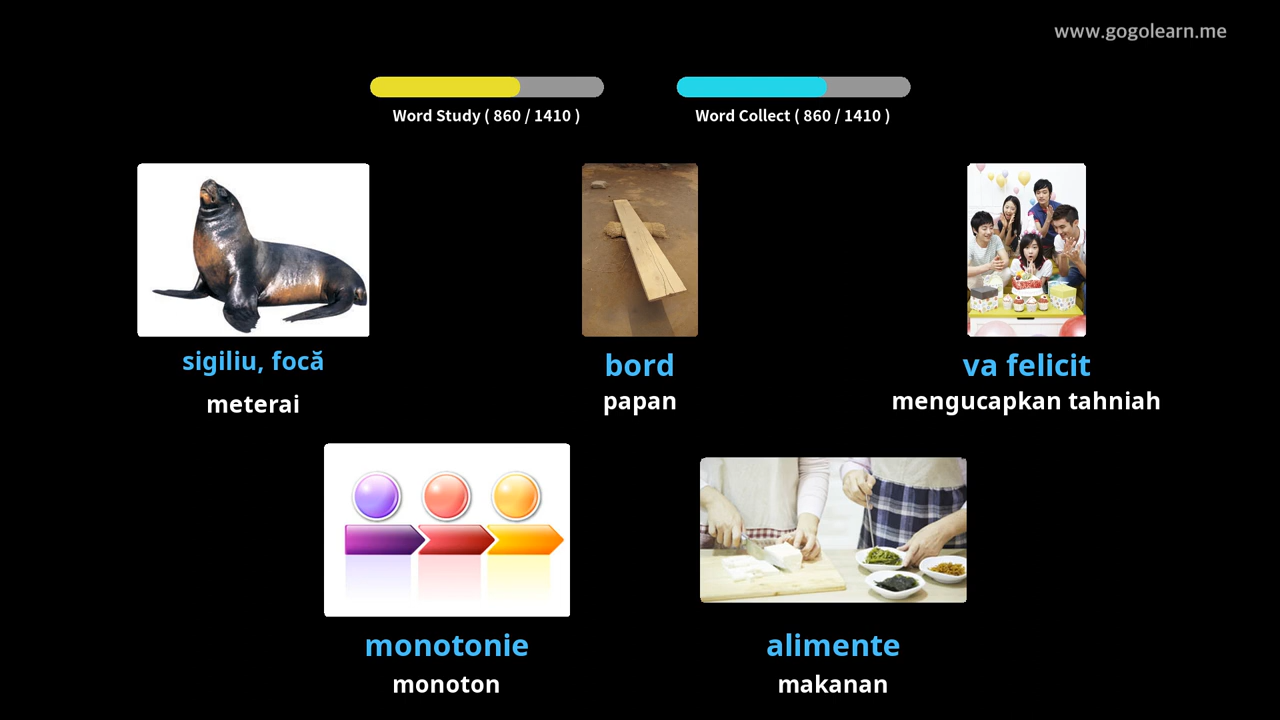 www.gogolearn.me
Word Study ( 860 / 1410 )
Word Collect ( 860 / 1410 )
sigiliu, focă
meterai
bord
papan
va felicit
mengucapkan tahniah
monotonie
monoton
alimente
makanan